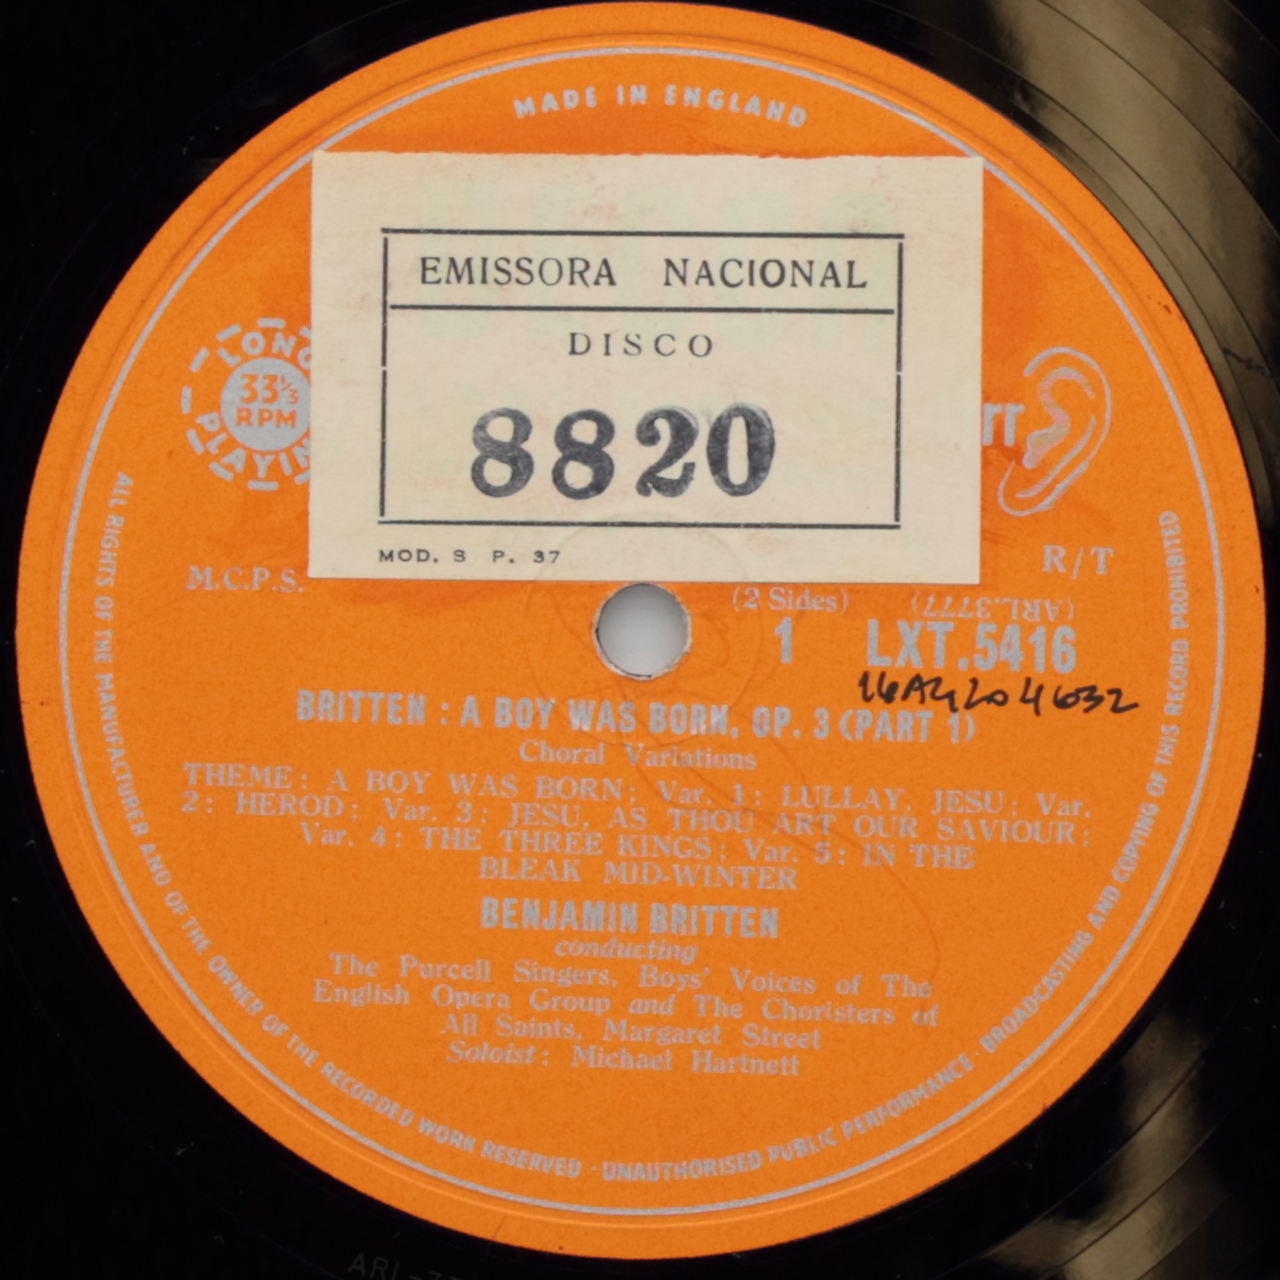 MADE IN ENGLAND
EMISSORA NACIONAL
DISCO
8820
MOD. S P. 37
LONG
33⅓
RPM
PLAYIN
rr
R/T
M.C.P.S.
(2 Sides)
(ARL.3777)
1 LXT.5416
BRITTEN : A BOY WAS BORN, OP. 3 (PART 1)
Choral Variations
THEME: A BOY WAS BORN; Var. 1: LULLAY, JESU; Var.
2: HEROD; Var. 3: JESU, AS THOU ART OUR SAVIOUR;
Var. 4: THE THREE KINGS; Var. 5: IN THE
BLEAK MID-WINTER
BENJAMIN BRITTEN
conducting
The Purcell Singers, Boys' Voices of The
English Opera Group and The Choristers of
All Saints, Margaret Street
Soloist: Michael Hartnett
ALL RIGHTS OF THE MANUFACTURER AND OF THE OWNER OF THE RECORDED WORK RESERVED · UNAUTHORISED PUBLIC PERFORMANCE · BROADCASTING AND COPYING OF THIS RECORD PROHIBITED